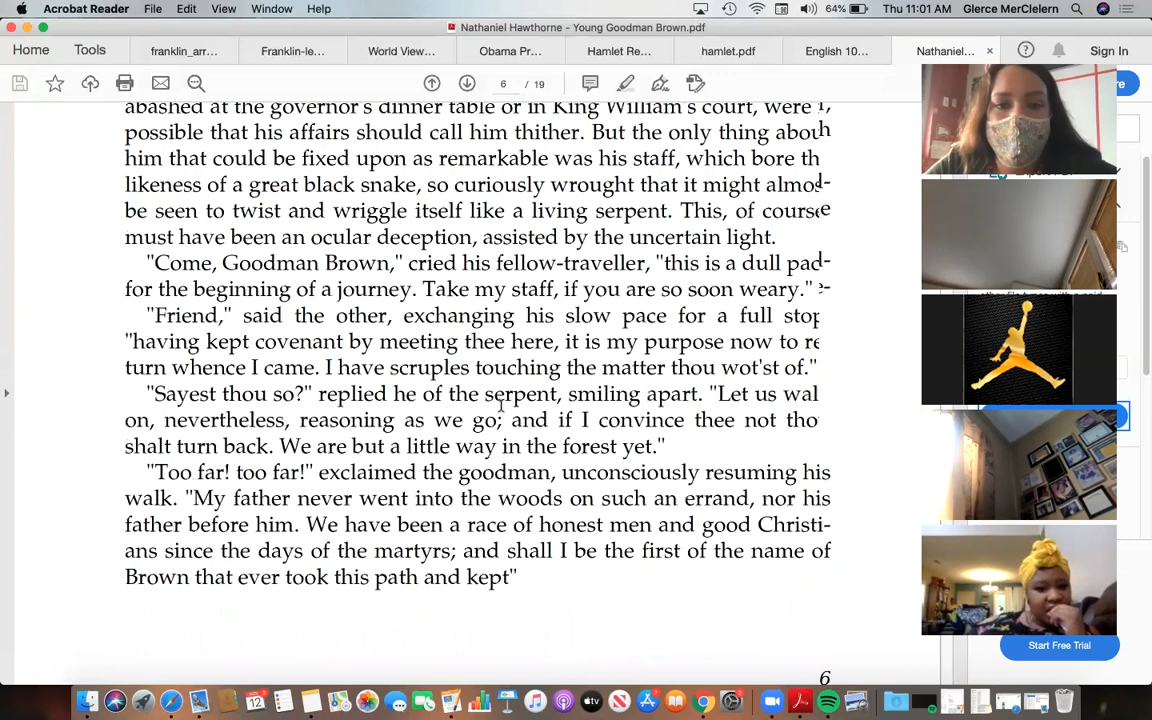 Acrobat Reader File Edit View Window Help 64% Thu 11:01 AM Glerce MerClelern
Nathaniel Hawthorne - Young Goodman Brown.pdf
Home Tools franklin_arr... Franklin-le... World View... Obama Pr... Hamlet Re... hamlet.pdf English 10... Nathaniel... × Sign In
6 / 19
abashed at the governor's dinner table or in King William's court, were
possible that his affairs should call him thither. But the only thing abou
him that could be fixed upon as remarkable was his staff, which bore th
likeness of a great black snake, so curiously wrought that it might almos
be seen to twist and wriggle itself like a living serpent. This, of course
must have been an ocular deception, assisted by the uncertain light.
"Come, Goodman Brown," cried his fellow-traveller, "this is a dull pac
for the beginning of a journey. Take my staff, if you are so soon weary."
"Friend," said the other, exchanging his slow pace for a full stop
"having kept covenant by meeting thee here, it is my purpose now to re
turn whence I came. I have scruples touching the matter thou wot'st of."
"Sayest thou so?" replied he of the serpent, smiling apart. "Let us wal
on, nevertheless, reasoning as we go; and if I convince thee not tho
shalt turn back. We are but a little way in the forest yet."
"Too far! too far!" exclaimed the goodman, unconsciously resuming his
walk. "My father never went into the woods on such an errand, nor his
father before him. We have been a race of honest men and good Christi-
ans since the days of the martyrs; and shall I be the first of the name of
Brown that ever took this path and kept"
6
Start Free Trial